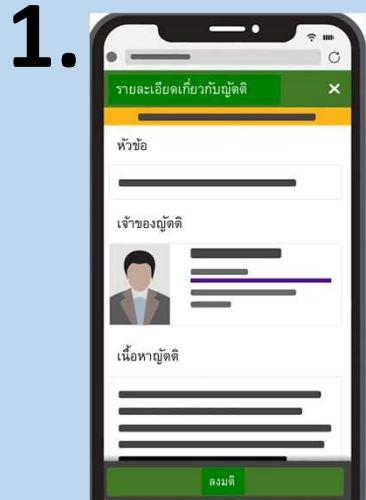 1.
รายละเอียดเกี่ยวกับญัตติ
หัวข้อ
เจ้าของญัตติ
เนื้อหาญัตติ
ลงมติ